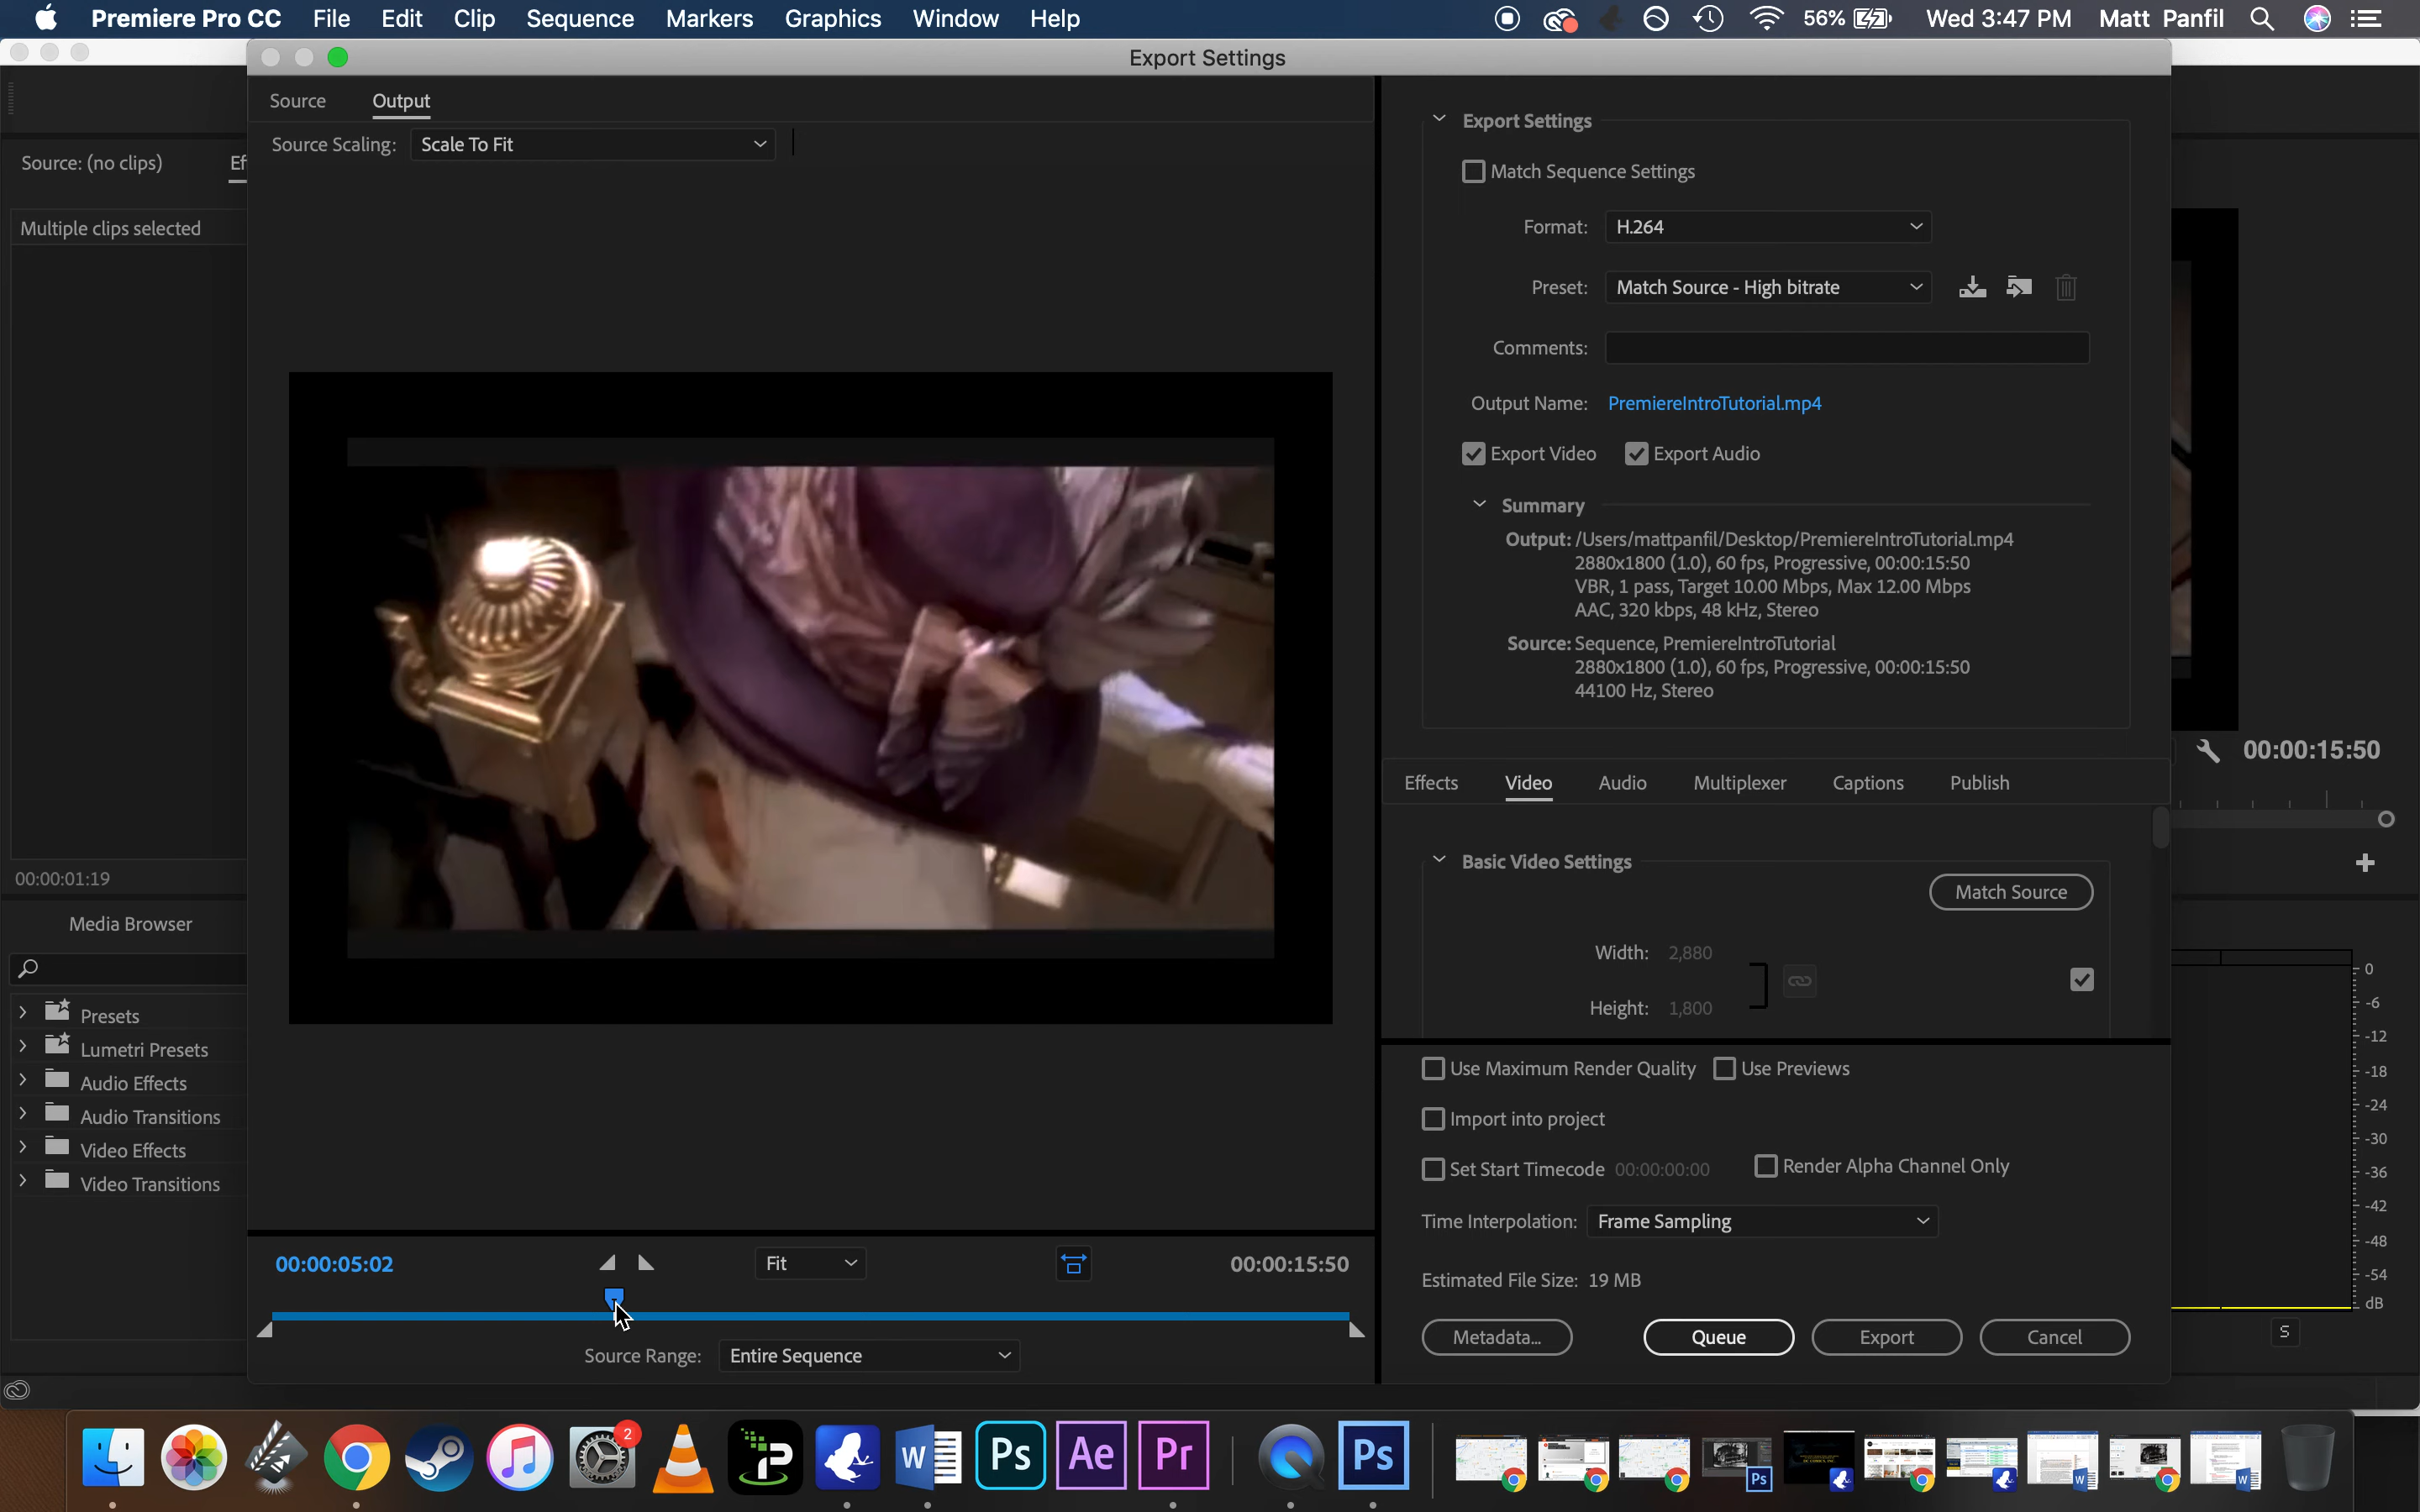 Premiere Pro CC File Edit Clip Sequence Markers Graphics Window Help 56% Wed 3:47 PM Matt Panfil
Export Settings
Source Output
Source Scaling: Scale To Fit
Source: (no clips) Ef
Multiple clips selected
00:00:01:19
Media Browser
Presets
Lumetri Presets
Audio Effects
Audio Transitions
Video Effects
Video Transitions
00:00:05:02 Fit 00:00:15:50
Source Range: Entire Sequence
Export Settings
Match Sequence Settings
Format: H.264
Preset: Match Source - High bitrate
Comments:
Output Name: PremiereIntroTutorial.mp4
Export Video Export Audio
Summary
Output: /Users/mattpanfil/Desktop/PremiereIntroTutorial.mp4
2880x1800 (1.0), 60 fps, Progressive, 00:00:15:50
VBR, 1 pass, Target 10.00 Mbps, Max 12.00 Mbps
AAC, 320 kbps, 48 kHz, Stereo
Source: Sequence, PremiereIntroTutorial
2880x1800 (1.0), 60 fps, Progressive, 00:00:15:50
44100 Hz, Stereo
Effects Video Audio Multiplexer Captions Publish
Basic Video Settings
Match Source
Width: 2,880
Height: 1,800
Use Maximum Render Quality Use Previews
Import into project
Set Start Timecode 00:00:00:00 Render Alpha Channel Only
Time Interpolation: Frame Sampling
Estimated File Size: 19 MB
Metadata... Queue Export Cancel
00:00:15:50
0
-6
-12
-18
-24
-30
-36
-42
-48
-54
dB
S
2
W
Ps
Ae
Pr
Ps
Ps
W
W